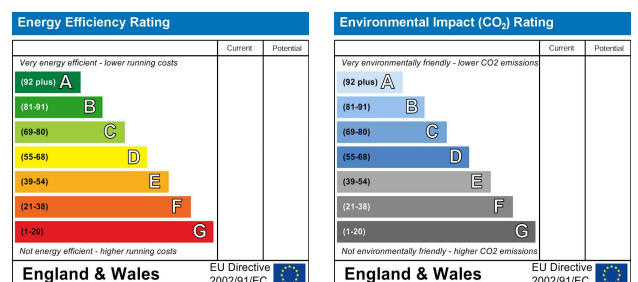 Energy Efficiency Rating
Current Potential
Very energy efficient - lower running costs
(92 plus) A
(81-91) B
(69-80) C
(55-68) D
(39-54) E
(21-38) F
(1-20) G
Not energy efficient - higher running costs
England & Wales
EU Directive
2002/91/EC
Environmental Impact (CO₂) Rating
Current Potential
Very environmentally friendly - lower CO2 emissions
(92 plus) A
(81-91) B
(69-80) C
(55-68) D
(39-54) E
(21-38) F
(1-20) G
Not environmentally friendly - higher CO2 emissions
England & Wales
EU Directive
2002/91/EC